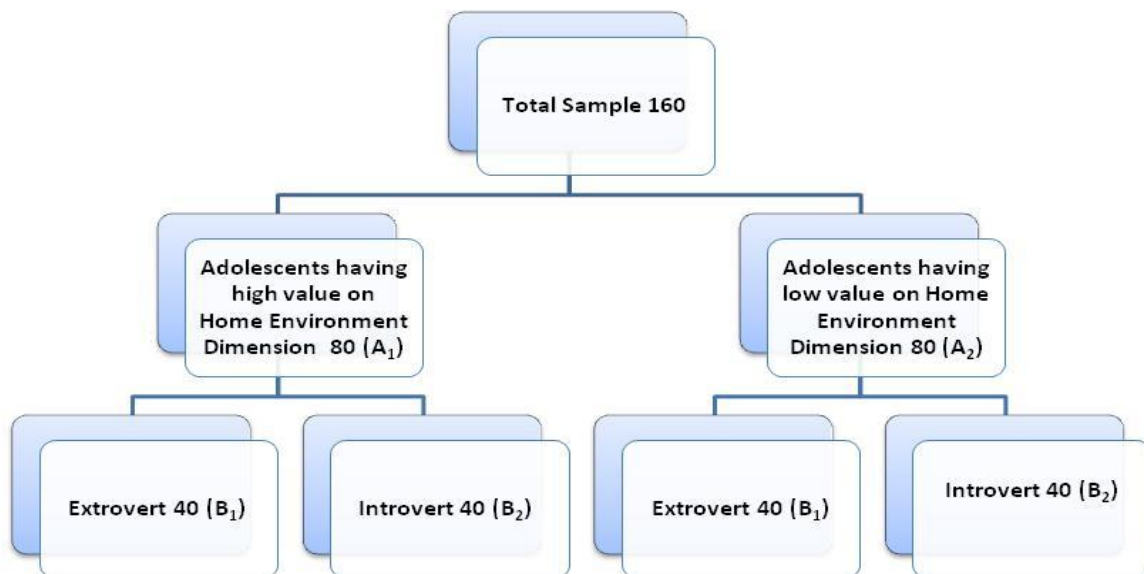 Total Sample 160
Adolescents having
high value on
Home Environment
Dimension 80 (A₁)
Adolescents having
low value on Home
Environment
Dimension 80 (A₂)
Extrovert 40 (B₁)
Introvert 40 (B₂)
Extrovert 40 (B₁)
Introvert 40 (B₂)